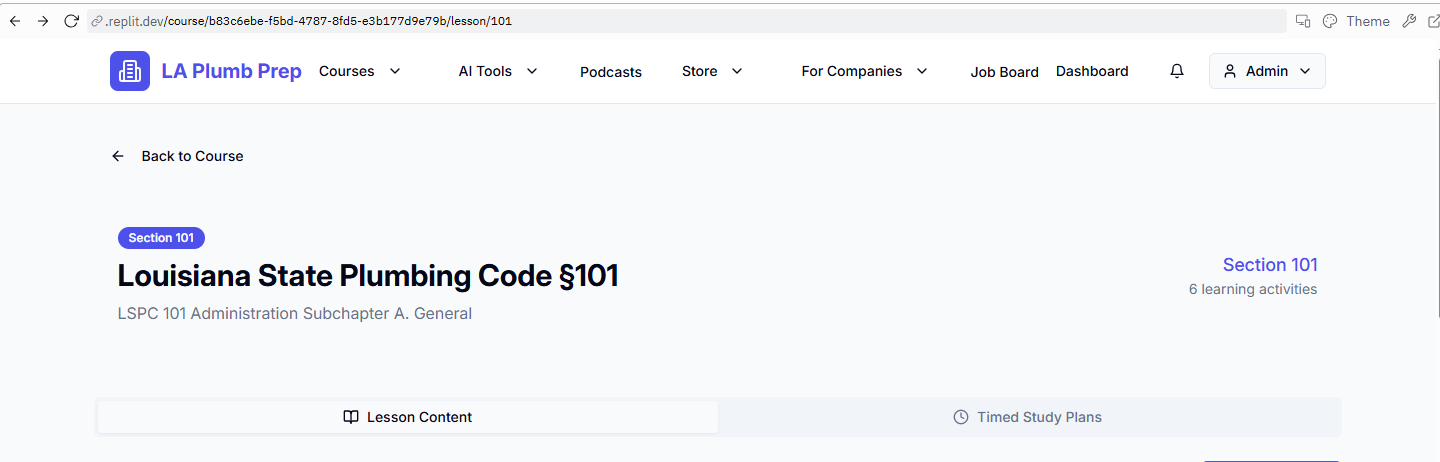 .replit.dev/course/b83c6ebe-f5bd-4787-8fd5-e3b177d9e79b/lesson/101
Theme
LA Plumb Prep
Courses
AI Tools
Podcasts
Store
For Companies
Job Board
Dashboard
Admin
Back to Course
Section 101
Louisiana State Plumbing Code §101
LSPC 101 Administration Subchapter A. General
Section 101
6 learning activities
Lesson Content
Timed Study Plans